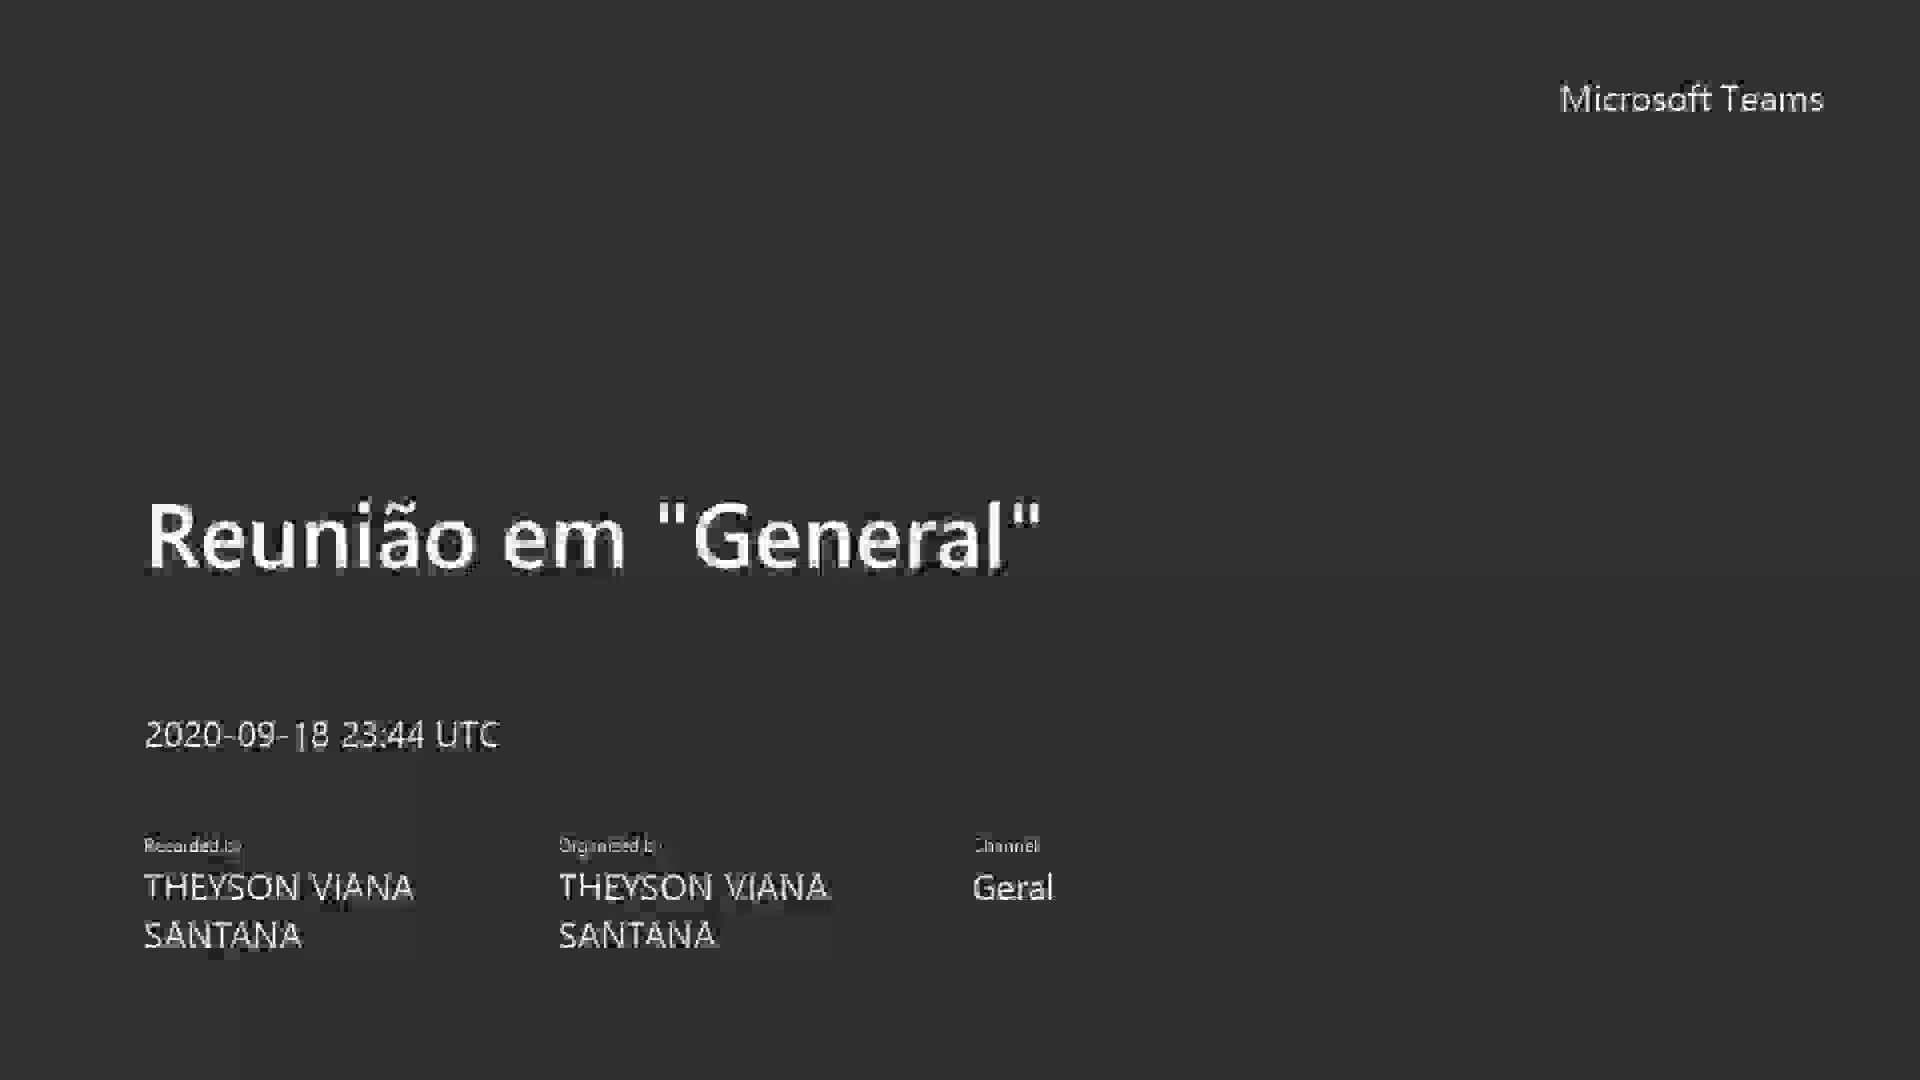 Microsoft Teams
Reunião em "General"
2020-09-18 23:44 UTC
Recorded by
Organized by
Channel
THEYSON VIANA
THEYSON VIANA
Geral
SANTANA
SANTANA